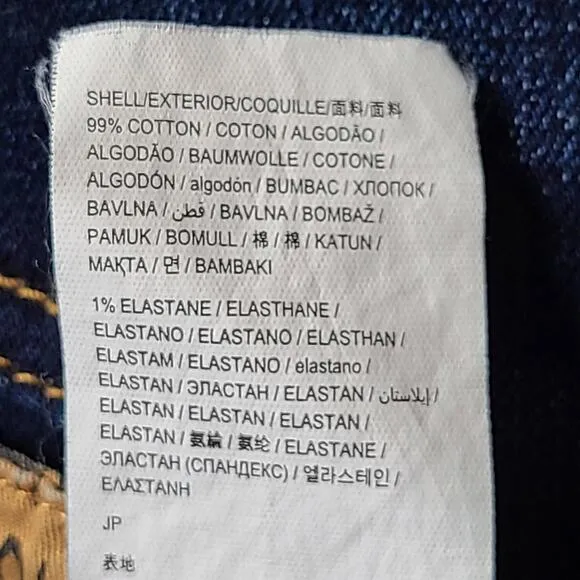 SHELL/EXTERIOR/COQUILLE/面料/面料
99% COTTON / COTON / ALGODÃO /
ALGODÃO / BAUMWOLLE / COTONE /
ALGODÓN / algodón / BUMBAC / ХЛОПОК /
BAVLNA / قطن / BAVLNA / BOMBAŽ /
PAMUK / BOMULL / 棉 / 棉 / KATUN /
МАҚТА / 면 / BAMBAKI
1% ELASTANE / ELASTHANE /
ELASTANO / ELASTANO / ELASTHAN /
ELASTAM / ELASTANO / elastano /
ELASTAN / ЭЛАСТАН / ELASTAN / إيلاستان /
ELASTAN / ELASTAN / ELASTAN /
ELASTAN / 氨綸 / 氨纶 / ELASTANE /
ЭЛАСТАН (СПАНДЕКС) / 엘라스테인 /
ΕΛΑΣΤΑΝΗ
JP
表地